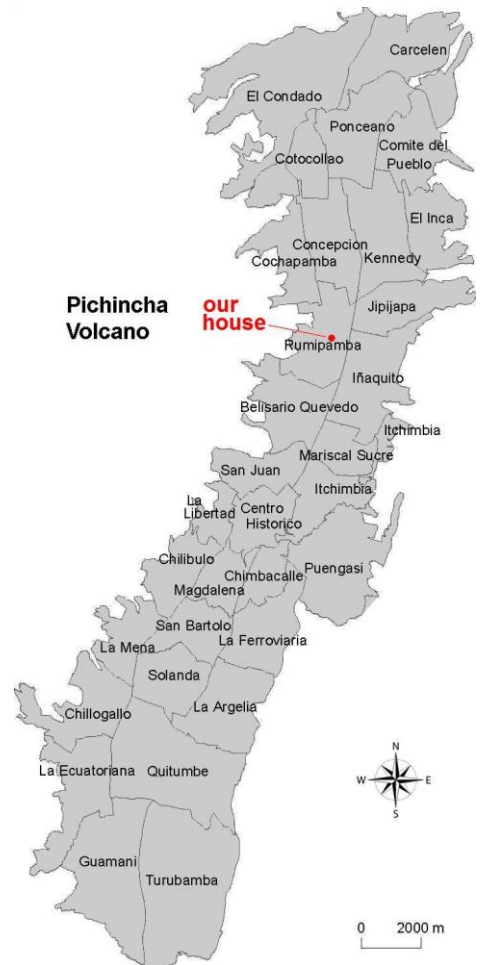 Carcelen
El Condado
Ponceano
Comite del
Pueblo
Cotocollao
El Inca
Concepcion
Cochapamba
Kennedy
Pichincha
Volcano
our
house
Jipijapa
Rumipamba
Iñaquito
Belisario Quevedo
Itchimbia
Mariscal Sucre
San Juan
Itchimbia
La
Libertad
Centro
Historico
Chilibulo
Magdalena
Chimbacalle
Puengasi
San Bartolo
La Ferroviaria
La Mena
Solanda
Chillogallo
La Argelia
La Ecuatoriana
Quitumbe
N
W
E
S
Guamani
Turubamba
0 2000 m